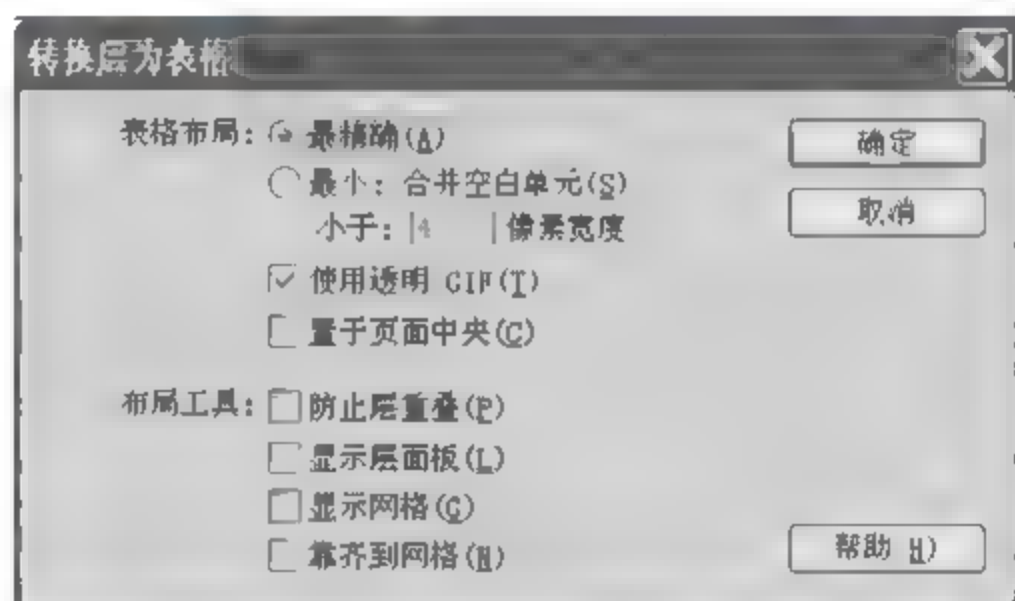 转换层为表格
表格布局: 最精确(A)
最小: 合并空白单元(S)
小于: 4 像素宽度
使用透明 GIF(T)
置于页面中央(C)
布局工具: 防止层重叠(P)
显示层面板(L)
显示网格(G)
靠齐到网格(N)
确定
取消
帮助 H)